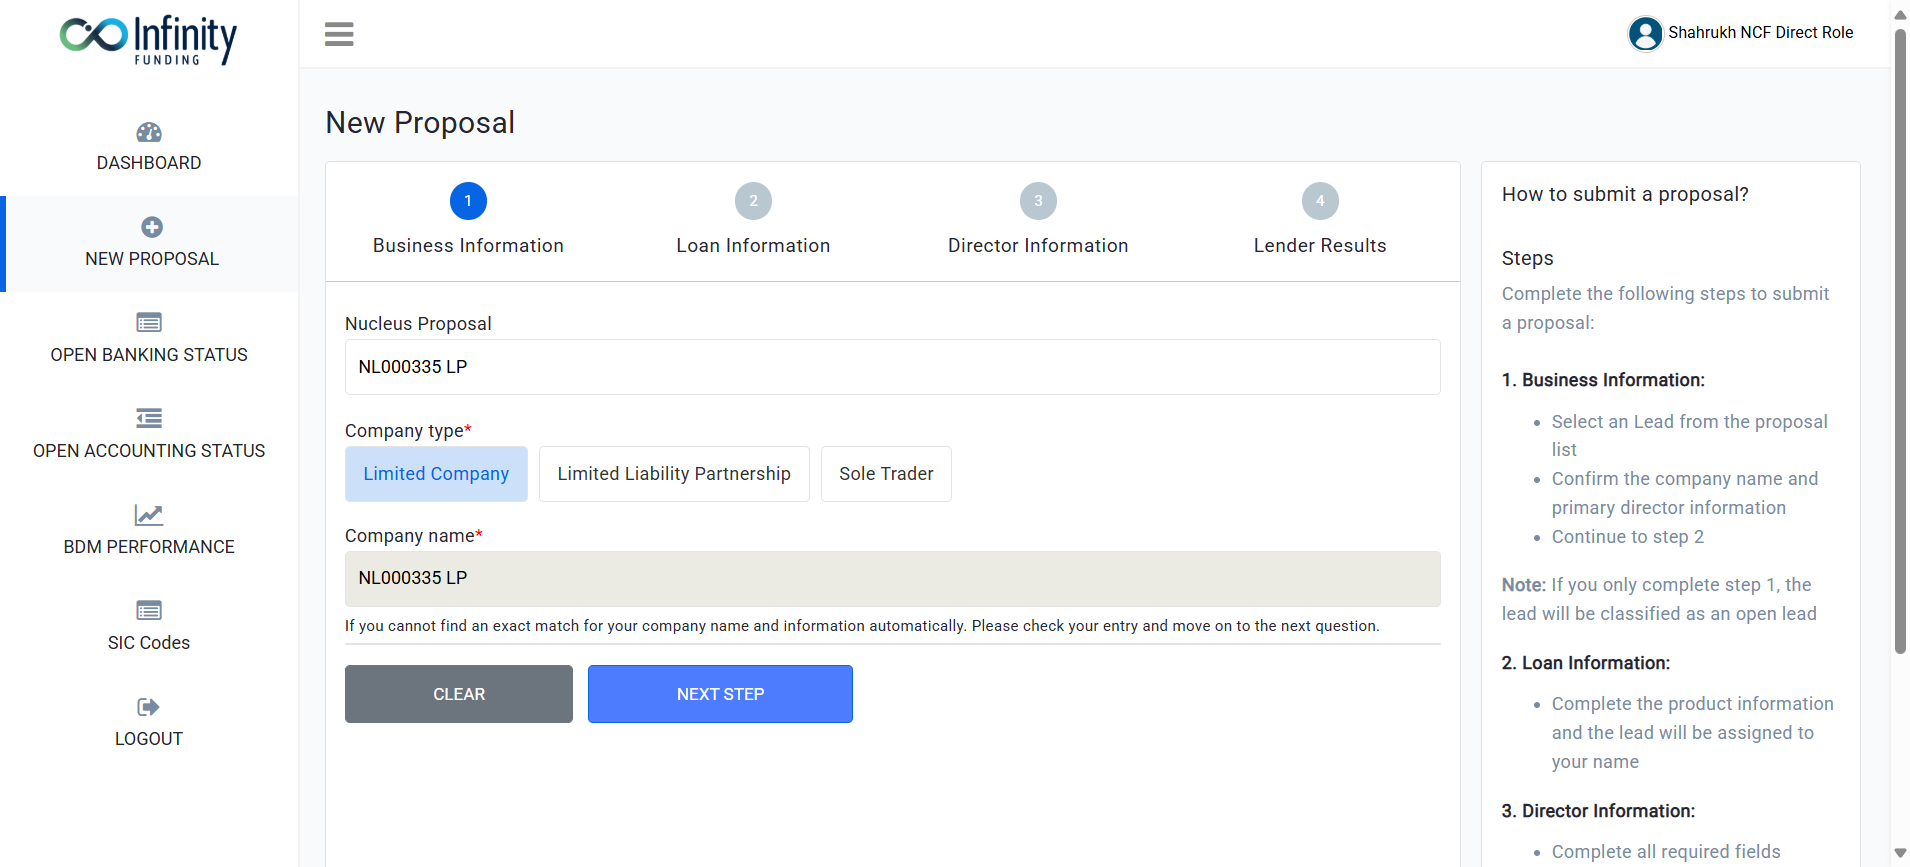 Infinity
FUNDING
Shahrukh NCF Direct Role
DASHBOARD
NEW PROPOSAL
OPEN BANKING STATUS
OPEN ACCOUNTING STATUS
BDM PERFORMANCE
SIC Codes
LOGOUT
New Proposal
1
2
3
4
Business Information
Loan Information
Director Information
Lender Results
Nucleus Proposal
NL000335 LP
Company type*
Limited Company
Limited Liability Partnership
Sole Trader
Company name*
NL000335 LP
If you cannot find an exact match for your company name and information automatically. Please check your entry and move on to the next question.
CLEAR
NEXT STEP
How to submit a proposal?
Steps
Complete the following steps to submit
a proposal:
1. Business Information:
• Select an Lead from the proposal
list
• Confirm the company name and
primary director information
• Continue to step 2
Note: If you only complete step 1, the
lead will be classified as an open lead
2. Loan Information:
• Complete the product information
and the lead will be assigned to
your name
3. Director Information:
• Complete all required fields